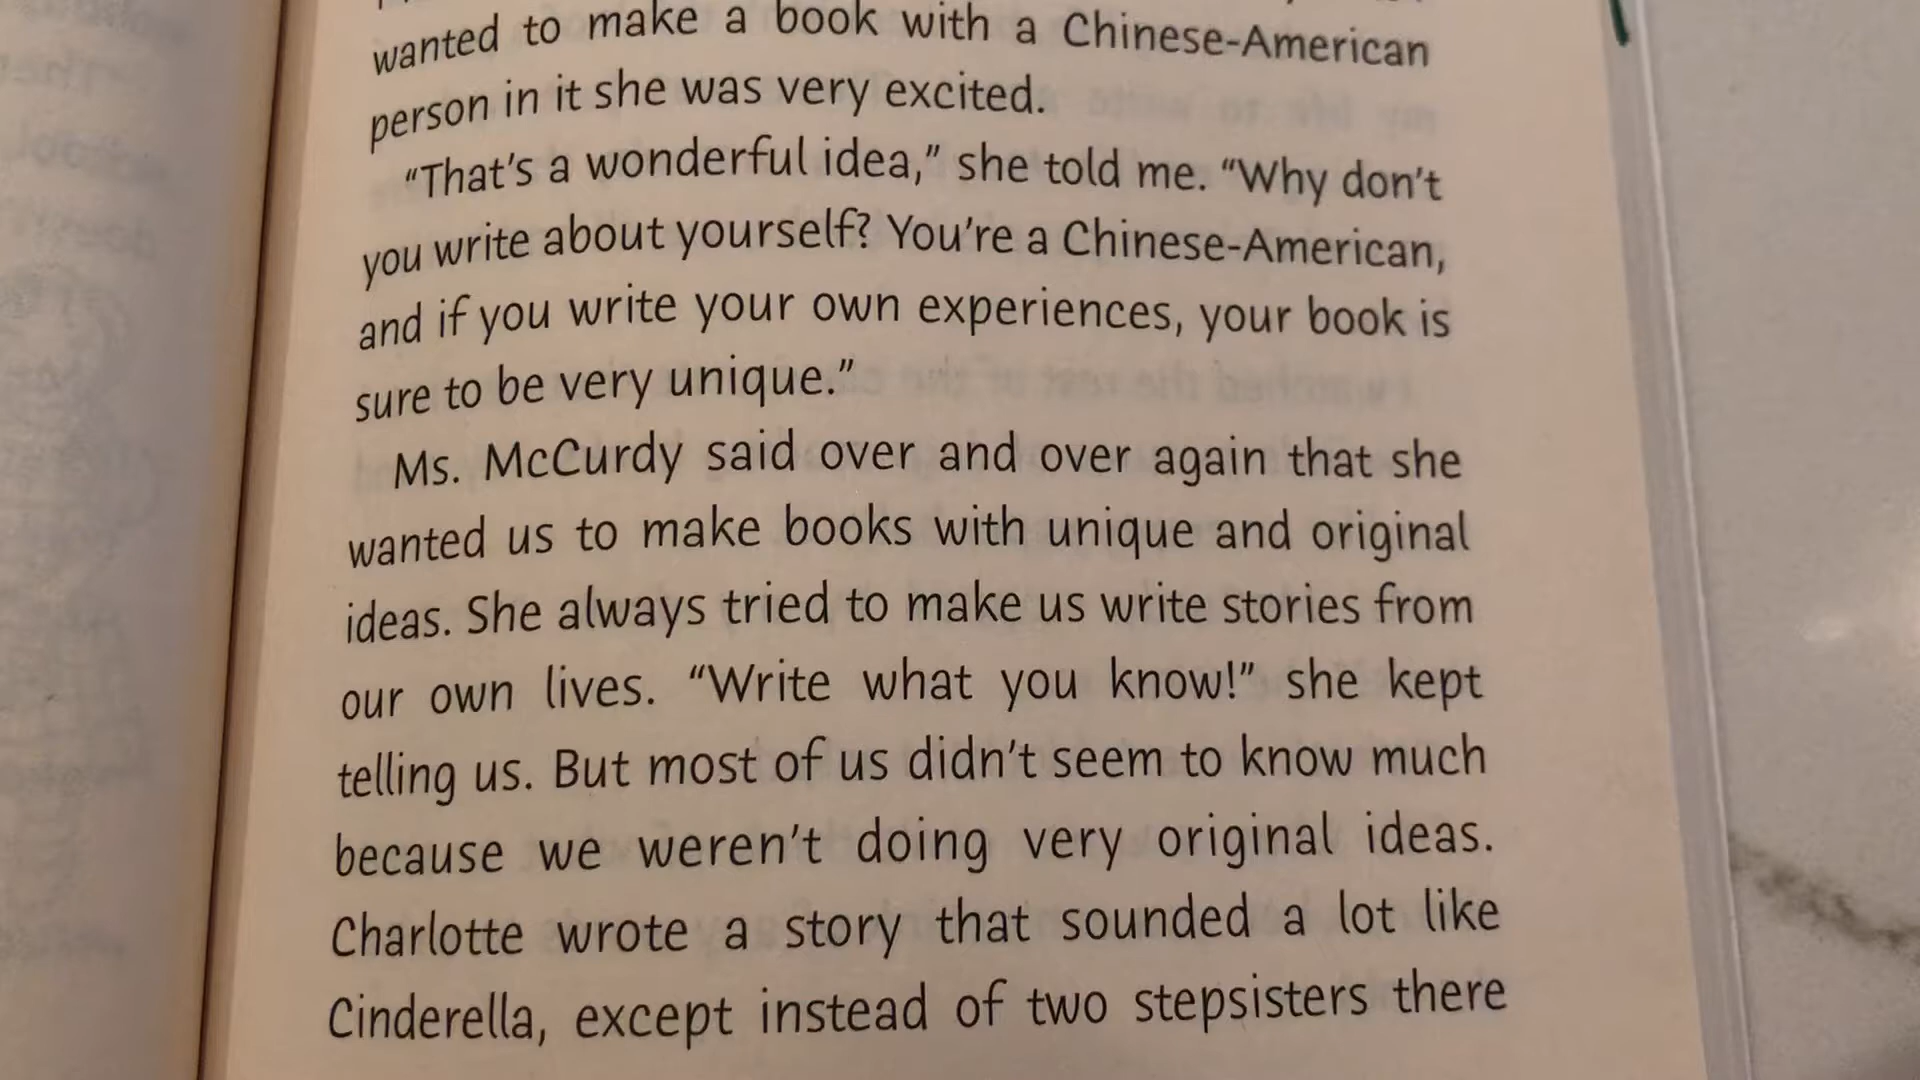 wanted to make a book with a Chinese-American
person in it she was very excited.
“That’s a wonderful idea,” she told me. “Why don’t
you write about yourself? You’re a Chinese-American,
and if you write your own experiences, your book is
sure to be very unique.”
Ms. McCurdy said over and over again that she
wanted us to make books with unique and original
ideas. She always tried to make us write stories from
our own lives. “Write what you know!” she kept
telling us. But most of us didn’t seem to know much
because we weren’t doing very original ideas.
Charlotte wrote a story that sounded a lot like
Cinderella, except instead of two stepsisters there